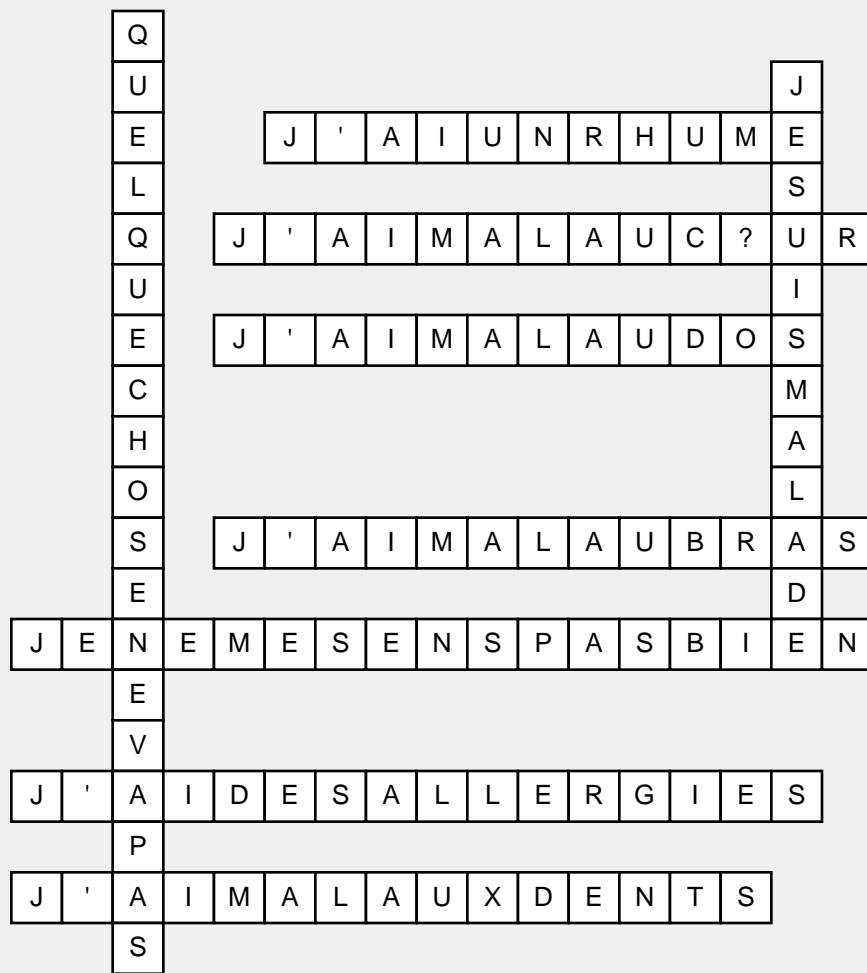 QUELQUECHOSENEVAPAS
JESUISMALADE
J'AIUNRHUME
J'AIMALAUC?UR
J'AIMALAUDOS
J'AIMALAUBRAS
JENEMESENSPASBIEN
J'AIDESALLERGIES
J'AIMALAUXDENTS